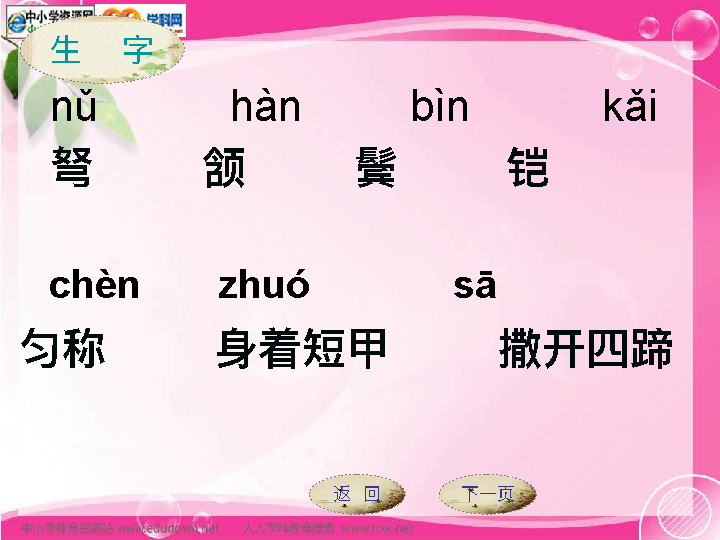 中小学资源网 学科网
生 字
nǔ hàn bìn kǎi
弩 颔 鬓 铠
chèn zhuó sā
匀称 身着短甲 撒开四蹄
返 回 下一页
中小学教育资源站 www.edudown.net 人人学科教育搜索 www.rrxk.net